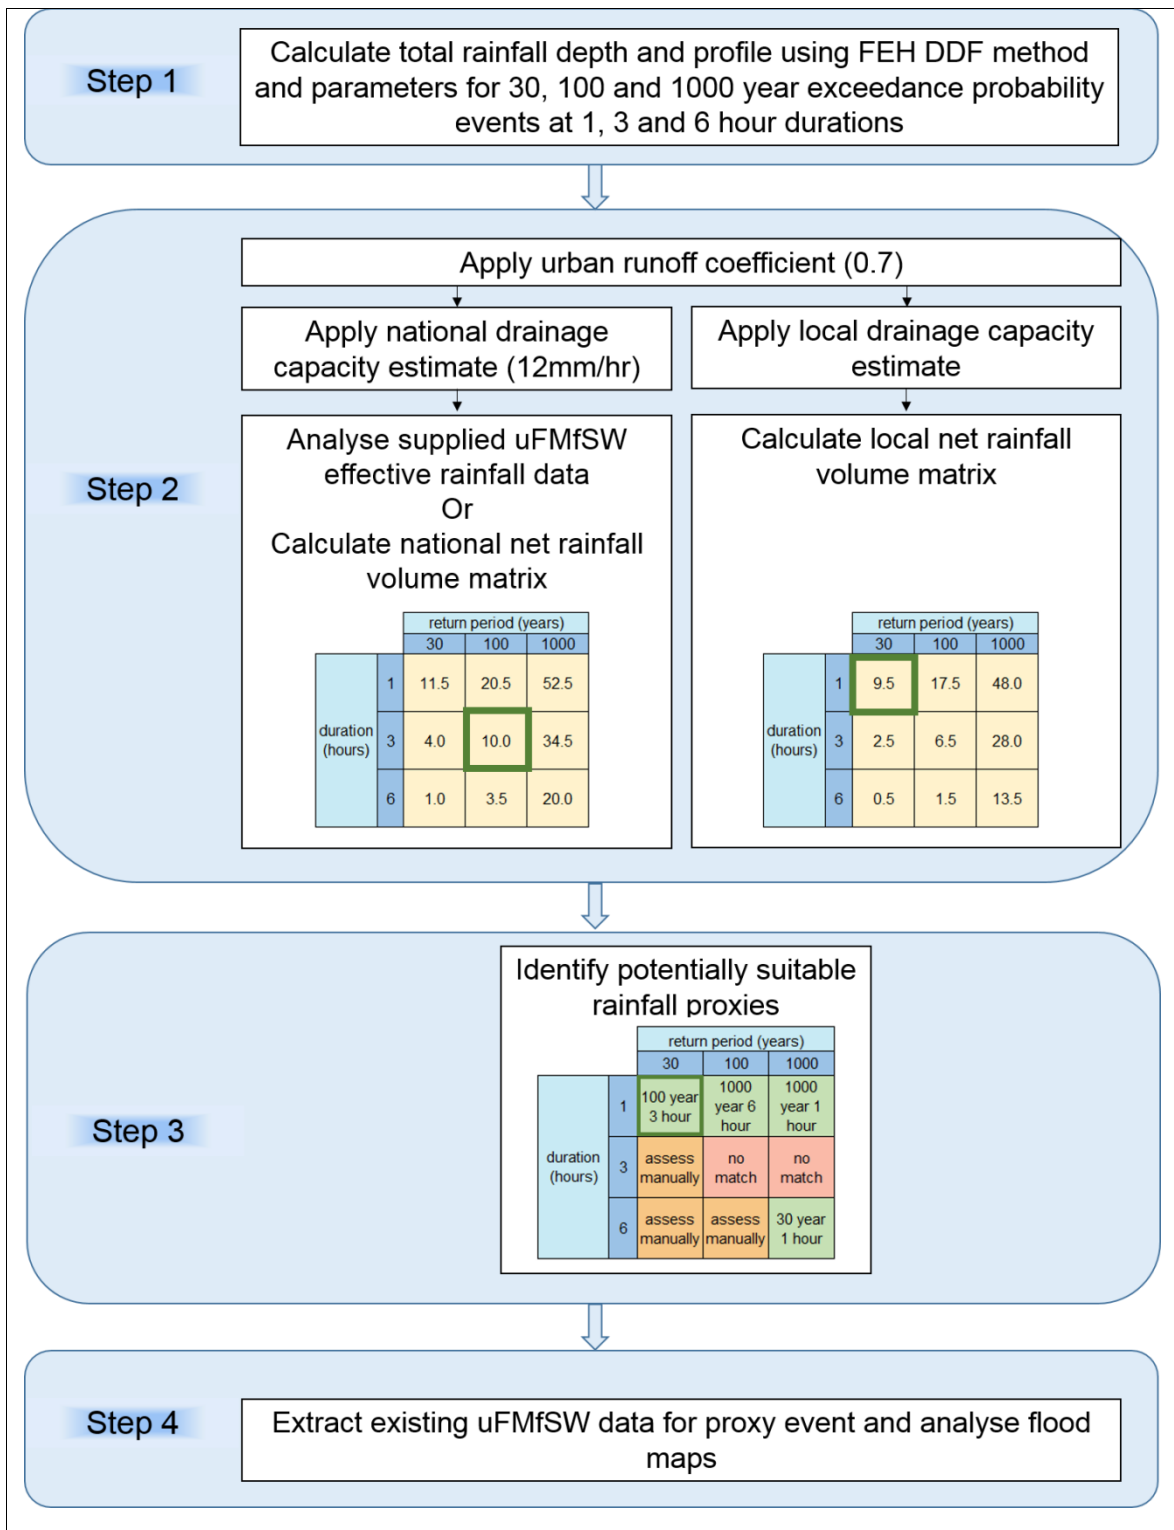 Step 1
Calculate total rainfall depth and profile using FEH DDF method
and parameters for 30, 100 and 1000 year exceedance probability
events at 1, 3 and 6 hour durations
Step 2
Apply urban runoff coefficient (0.7)
Apply national drainage
capacity estimate (12mm/hr)
Apply local drainage capacity
estimate
Analyse supplied uFMfSW
effective rainfall data
Or
Calculate national net rainfall
volume matrix
return period (years)
30 100 1000
1 11.5 20.5 52.5
duration
(hours)
3 4.0 10.0 34.5
6 1.0 3.5 20.0
Calculate local net rainfall
volume matrix
return period (years)
30 100 1000
1 9.5 17.5 48.0
duration
(hours)
3 2.5 6.5 28.0
6 0.5 1.5 13.5
Step 3
Identify potentially suitable
rainfall proxies
return period (years)
30 100 1000
1
100 year
3 hour
1000
year 6
hour
1000
year 1
hour
duration
(hours)
3
assess
manually
no
match
no
match
6
assess
manually
assess
manually
30 year
1 hour
Step 4
Extract existing uFMfSW data for proxy event and analyse flood
maps